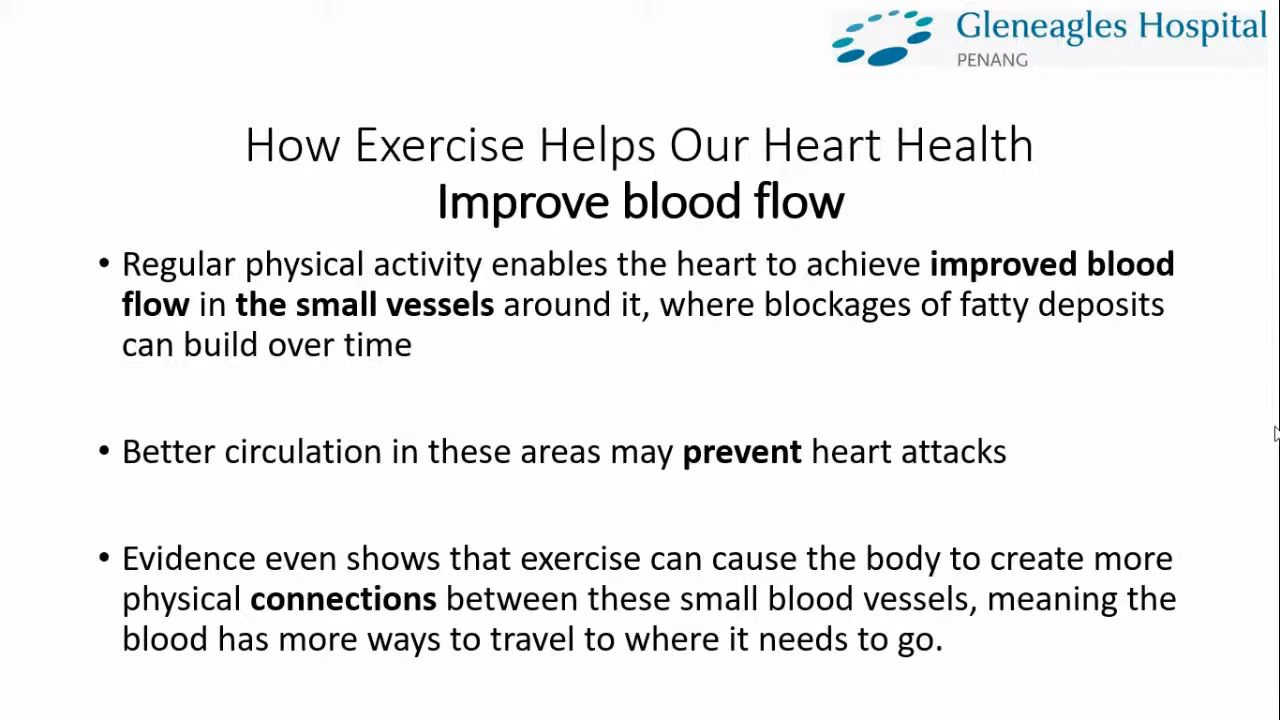 Gleneagles Hospital
PENANG
How Exercise Helps Our Heart Health
Improve blood flow
• Regular physical activity enables the heart to achieve improved blood
flow in the small vessels around it, where blockages of fatty deposits
can build over time
• Better circulation in these areas may prevent heart attacks
• Evidence even shows that exercise can cause the body to create more
physical connections between these small blood vessels, meaning the
blood has more ways to travel to where it needs to go.